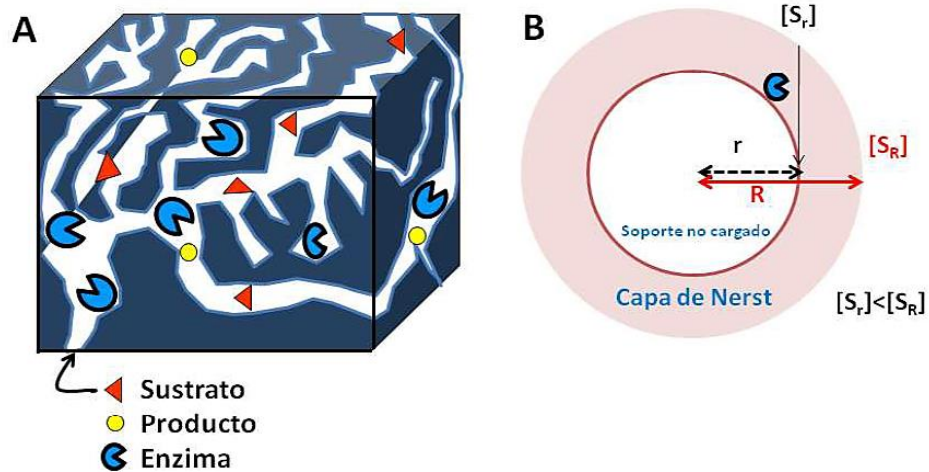 A
Sustrato
Producto
Enzima
B
[Sr]
[SR]
r
R
Soporte no cargado
Capa de Nerst
[Sr]<[SR]